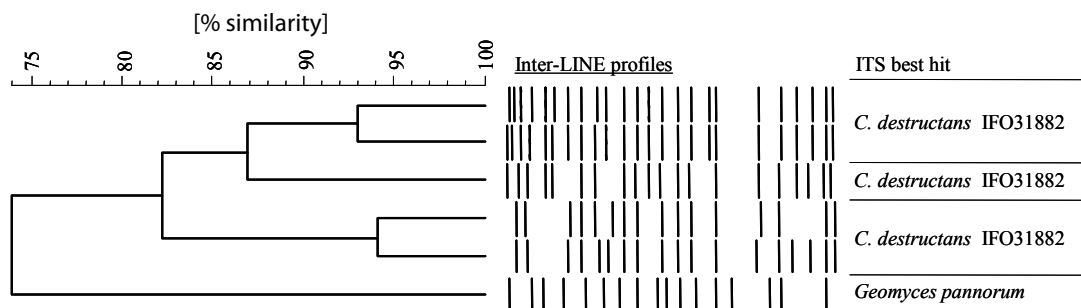 [% similarity]
75 80 85 90 95 100
Inter-LINE profiles
ITS best hit
C. destructans IFO31882
C. destructans IFO31882
C. destructans IFO31882
Geomyces pannorum